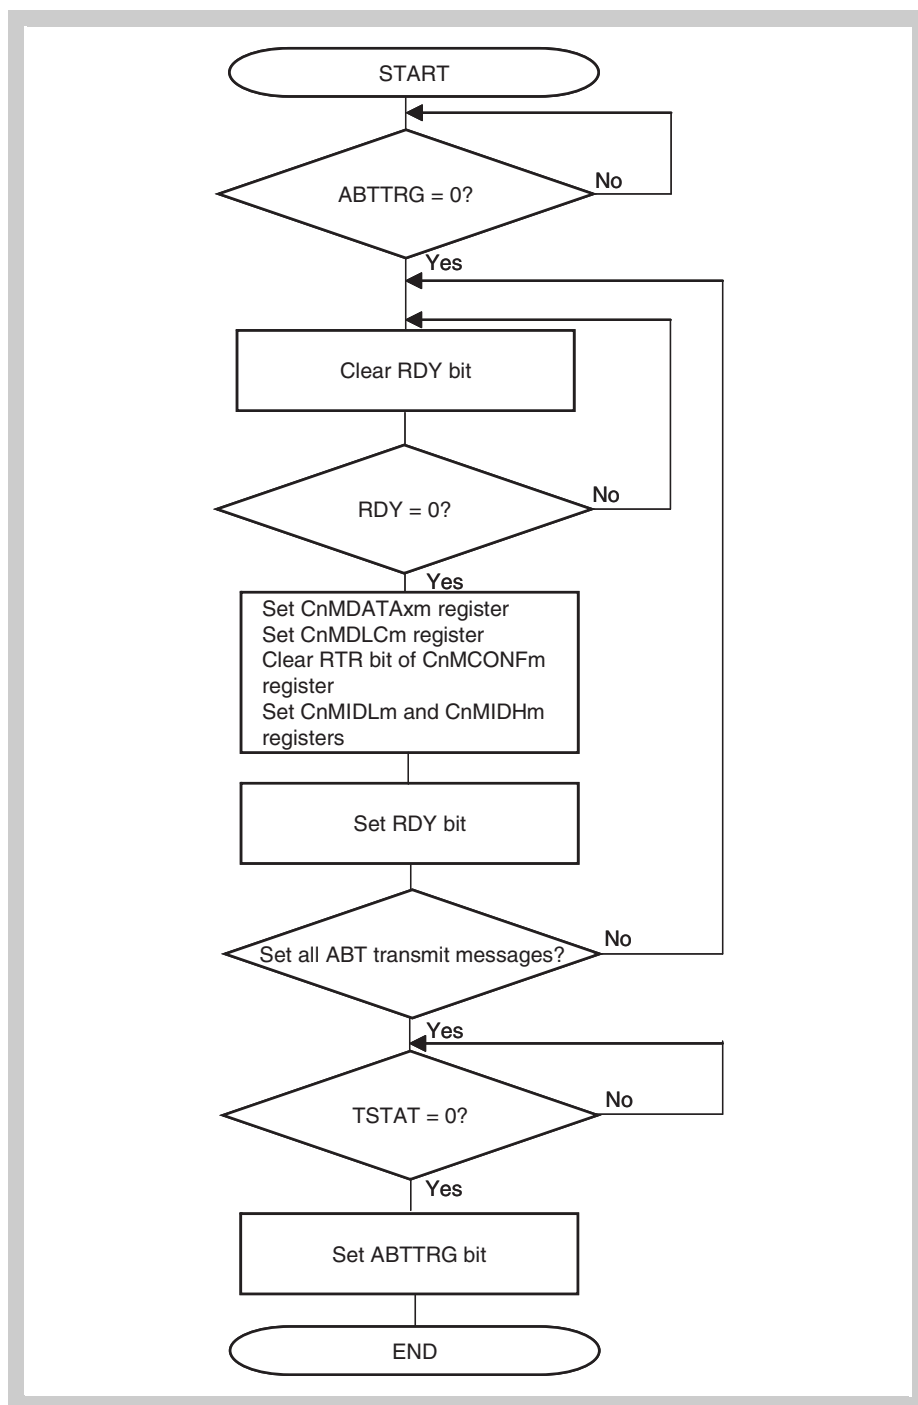 START
ABTTRG = 0?
No
Yes
Clear RDY bit
RDY = 0?
No
Yes
Set CnMDATAxm register
Set CnMDLCm register
Clear RTR bit of CnMCONFm
register
Set CnMIDLm and CnMIDHm
registers
Set RDY bit
Set all ABT transmit messages?
No
Yes
TSTAT = 0?
No
Yes
Set ABTTRG bit
END